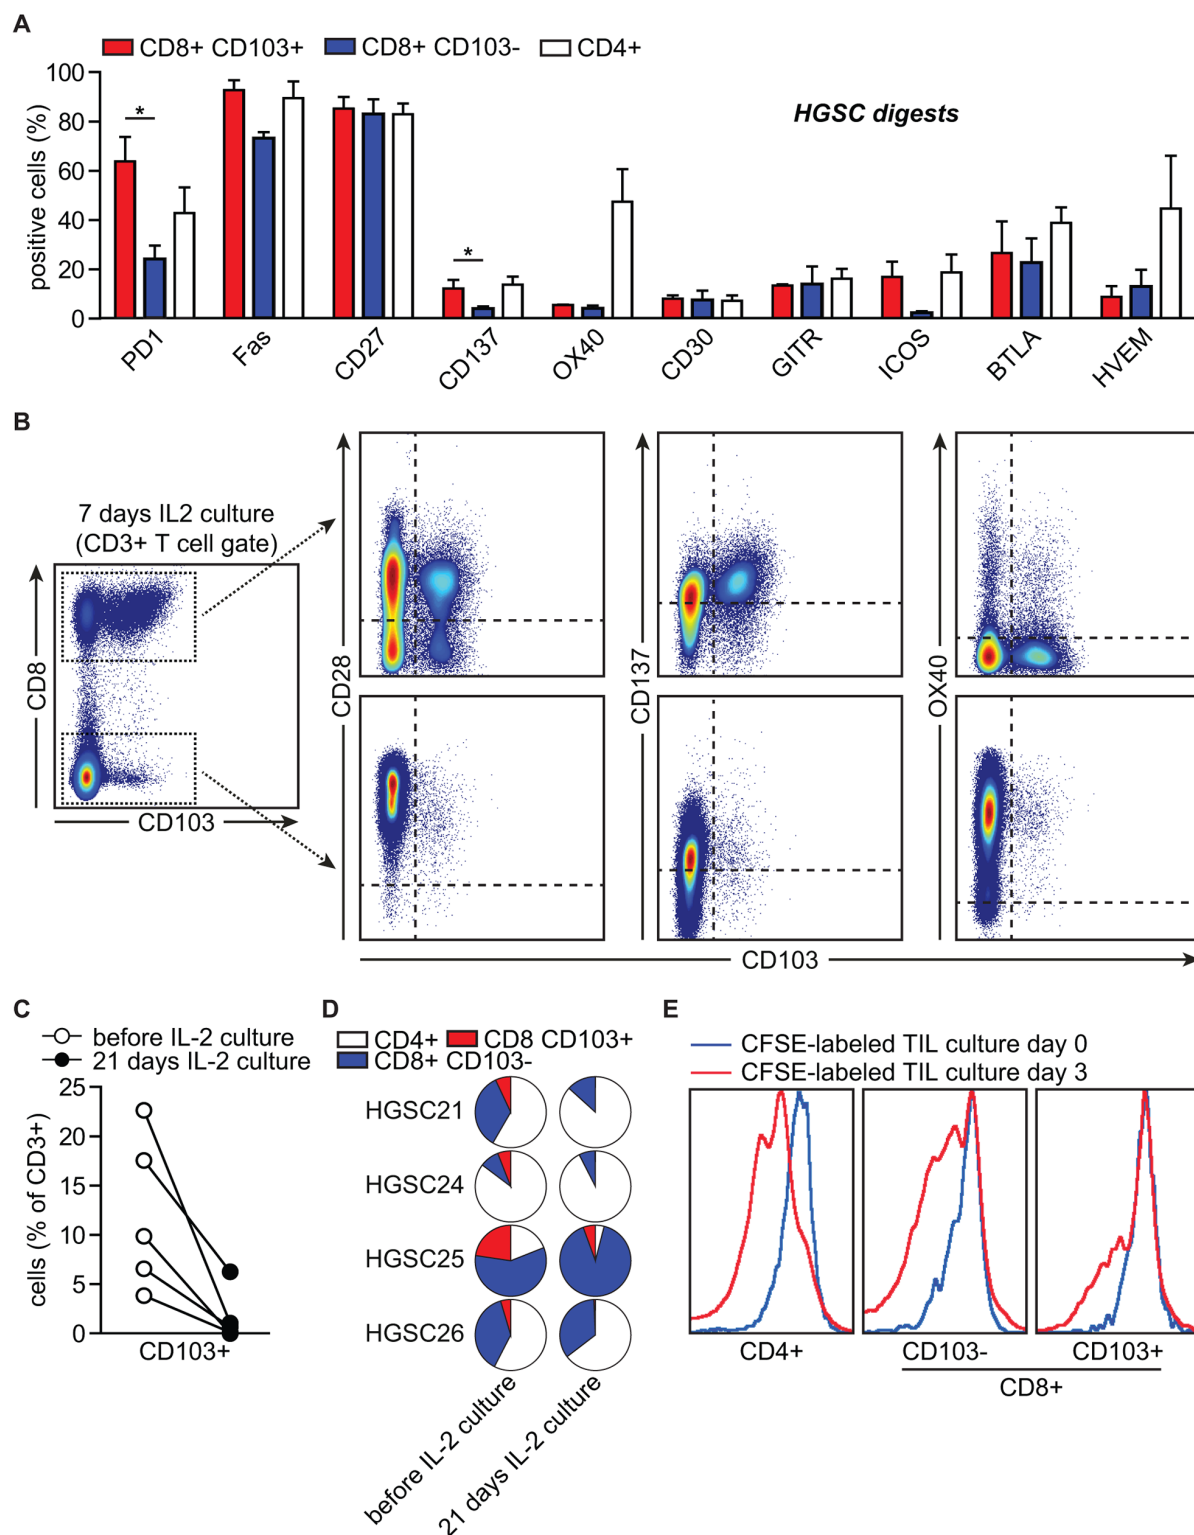 A
CD8+ CD103+ CD8+ CD103- CD4+
HGSC digests
positive cells (%)
100
80
60
40
20
0
* *
PD1 Fas CD27 CD137 OX40 CD30 GITR ICOS BTLA HVEM
B
7 days IL2 culture
(CD3+ T cell gate)
CD8
CD103
CD28
CD137
OX40
CD103
C
before IL-2 culture
21 days IL-2 culture
cells (% of CD3+)
25
20
15
10
5
0
CD103+
D
CD4+ CD8 CD103+
CD8+ CD103-
HGSC21
HGSC24
HGSC25
HGSC26
before IL-2 culture
21 days IL-2 culture
E
CFSE-labeled TIL culture day 0
CFSE-labeled TIL culture day 3
CD4+ CD103- CD103+
CD8+